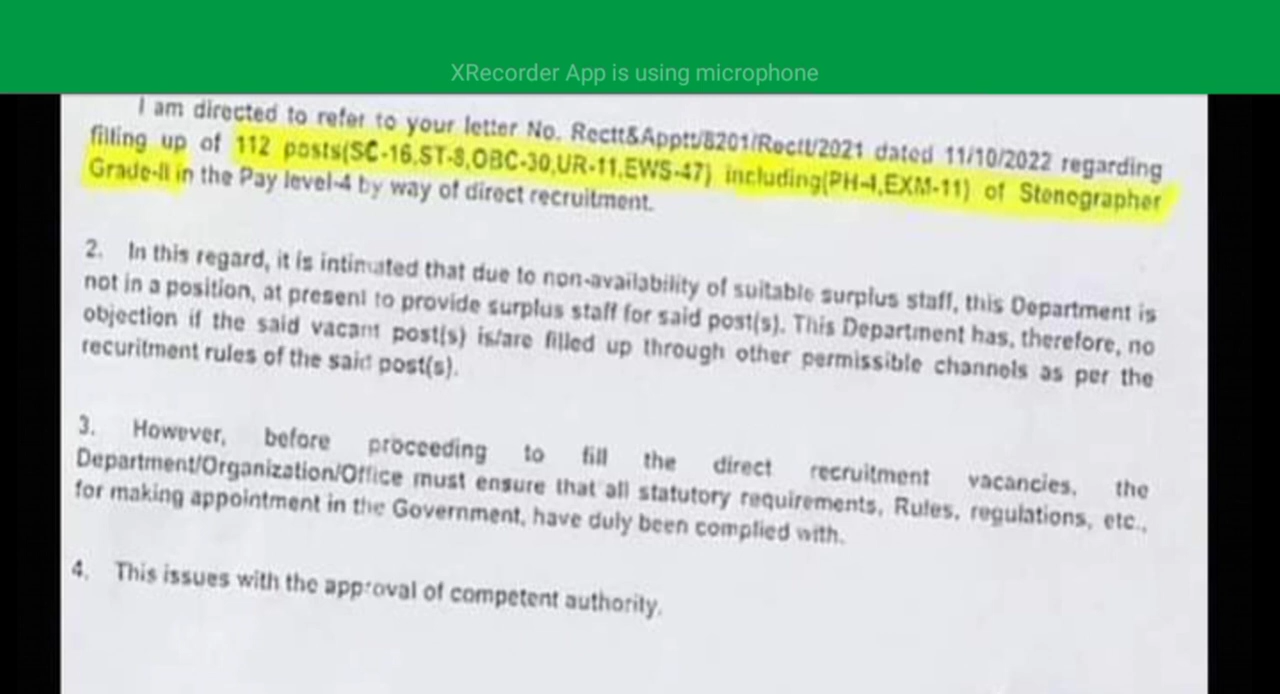 XRecorder App is using microphone
I am directed to refer to your letter No. Rectt&Apptt/8201/Rectt/2021 dated 11/10/2022 regarding
filling up of 112 posts(SC-16,ST-8,OBC-30,UR-11,EWS-47) including(PH-4,EXM-11) of Stenographer
Grade-II in the Pay level-4 by way of direct recruitment.
2. In this regard, it is intimated that due to non-availability of suitable surplus staff, this Department is
not in a position, at present to provide surplus staff for said post(s). This Department has, therefore, no
objection if the said vacant post(s) is/are filled up through other permissible channels as per the
recuritment rules of the said post(s).
3. However, before proceeding to fill the direct recruitment vacancies, the
Department/Organization/Office must ensure that all statutory requirements, Rules, regulations, etc.,
for making appointment in the Government, have duly been complied with.
4. This issues with the approval of competent authority.